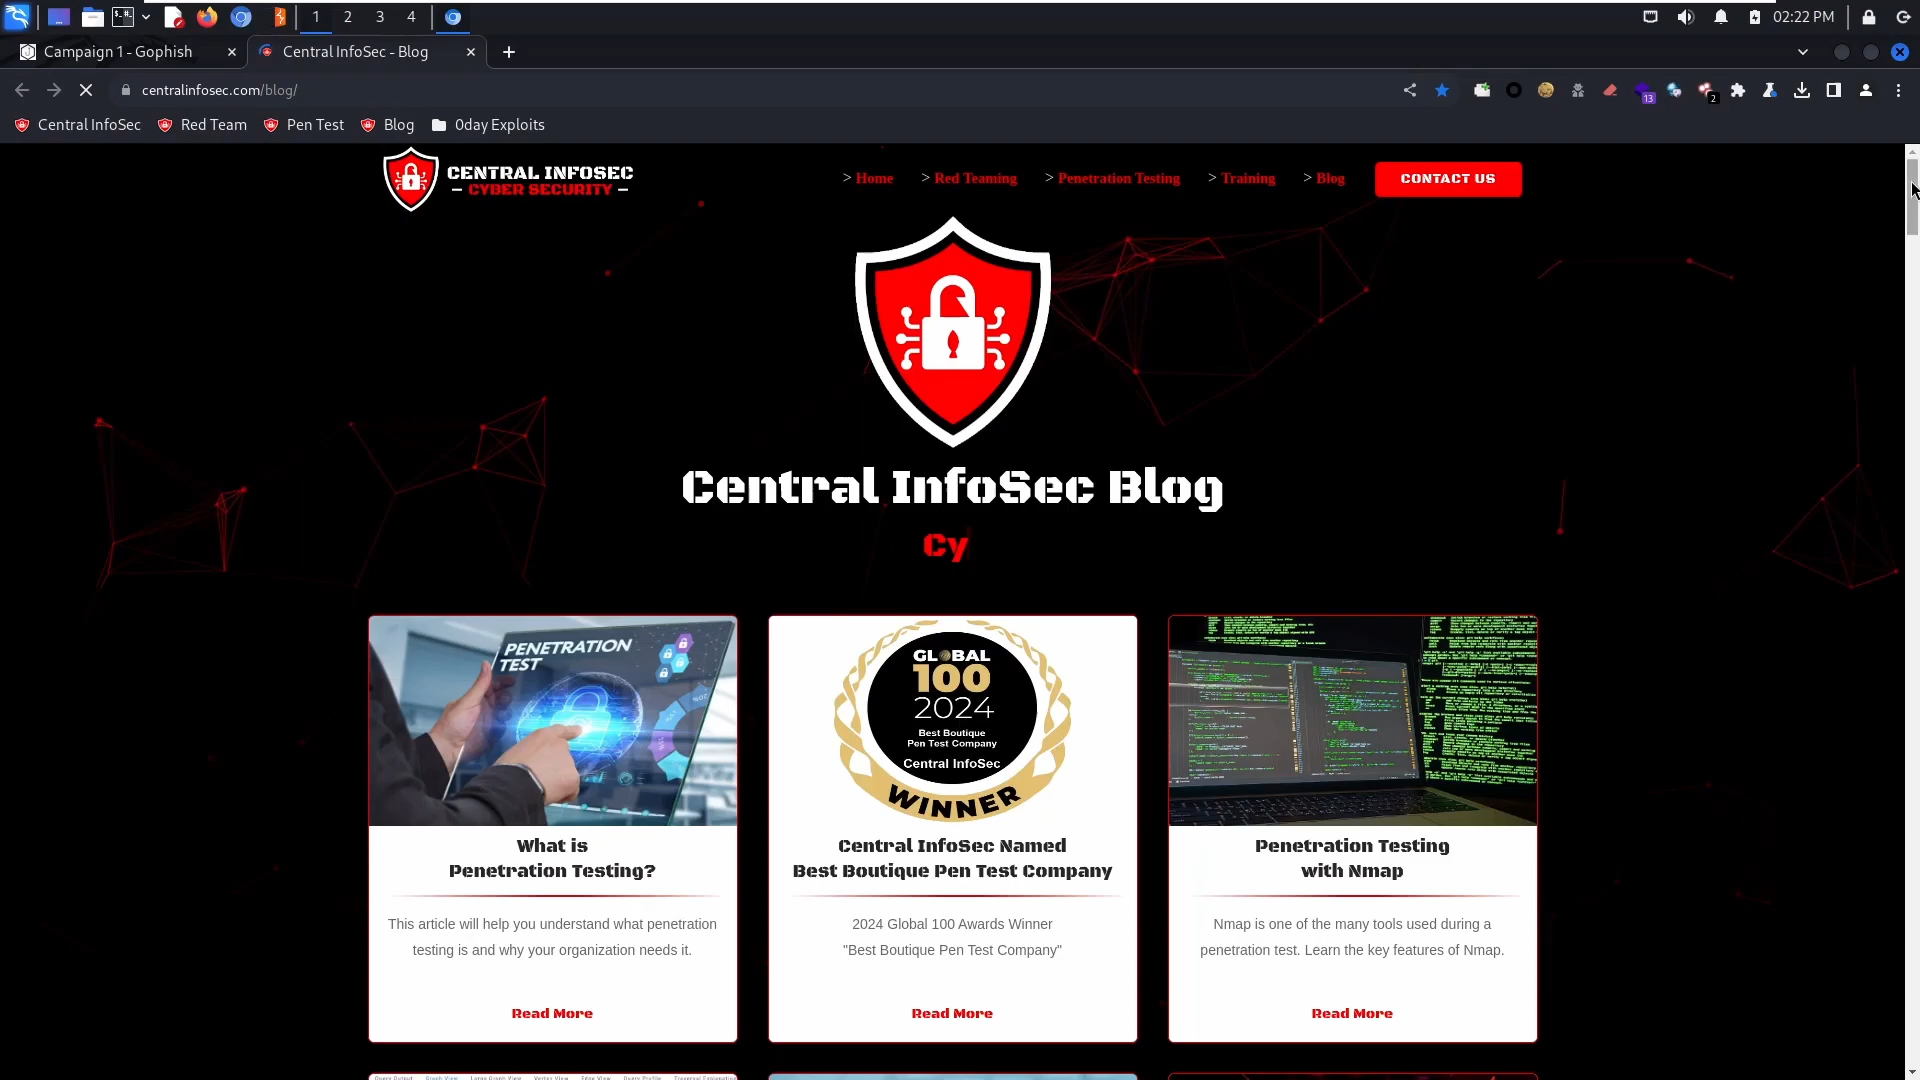 1 2 3 4
02:22 PM
Campaign 1 - Gophish
Central InfoSec - Blog
centralinfosec.com/blog/
13
2
Central InfoSec
Red Team
Pen Test
Blog
0day Exploits
CENTRAL INFOSEC
– CYBER SECURITY –
> Home
> Red Teaming
> Penetration Testing
> Training
> Blog
CONTACT US
Central InfoSec Blog
Cy
PENETRATION
TEST
GLOBAL
100
2024
Best Boutique
Pen Test Company
Central InfoSec
WINNER
What is
Penetration Testing?
Central InfoSec Named
Best Boutique Pen Test Company
Penetration Testing
with Nmap
This article will help you understand what penetration
testing is and why your organization needs it.
2024 Global 100 Awards Winner
"Best Boutique Pen Test Company"
Nmap is one of the many tools used during a
penetration test. Learn the key features of Nmap.
Read More
Read More
Read More